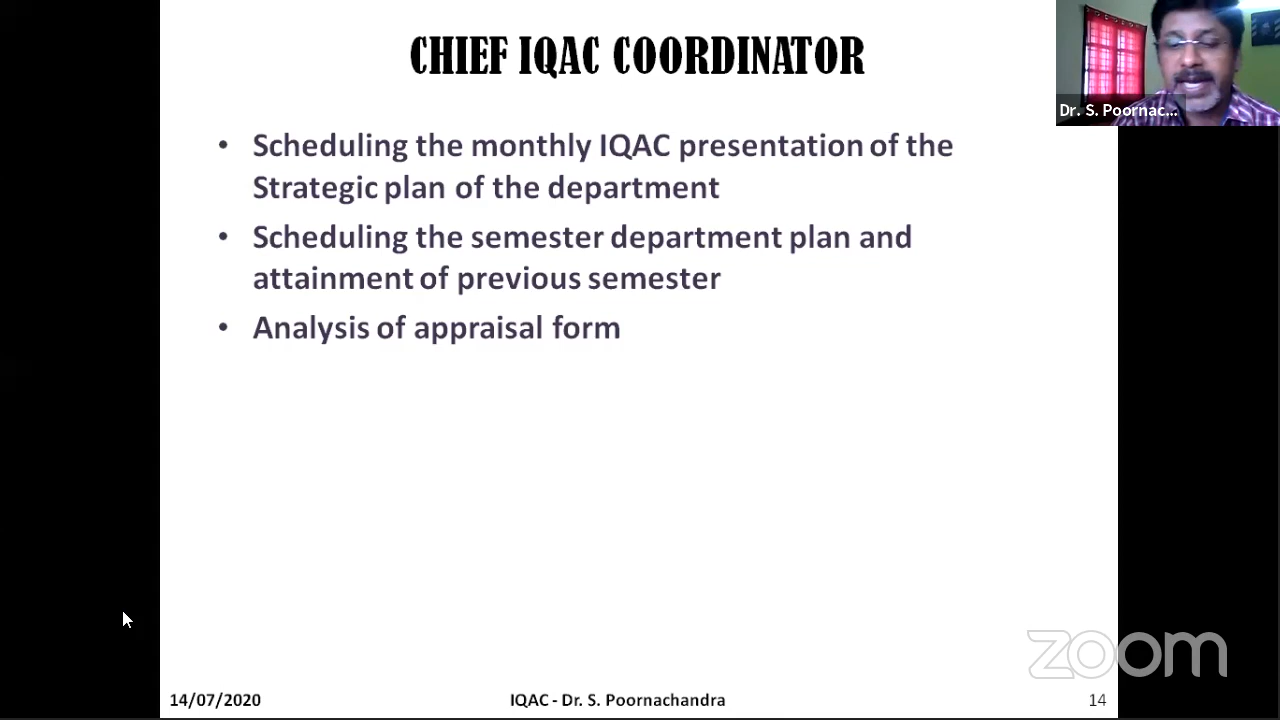 CHIEF IQAC COORDINATOR
Dr. S. Poornac...
• Scheduling the monthly IQAC presentation of the
Strategic plan of the department
• Scheduling the semester department plan and
attainment of previous semester
• Analysis of appraisal form
zoom
14/07/2020
IQAC - Dr. S. Poornachandra
14